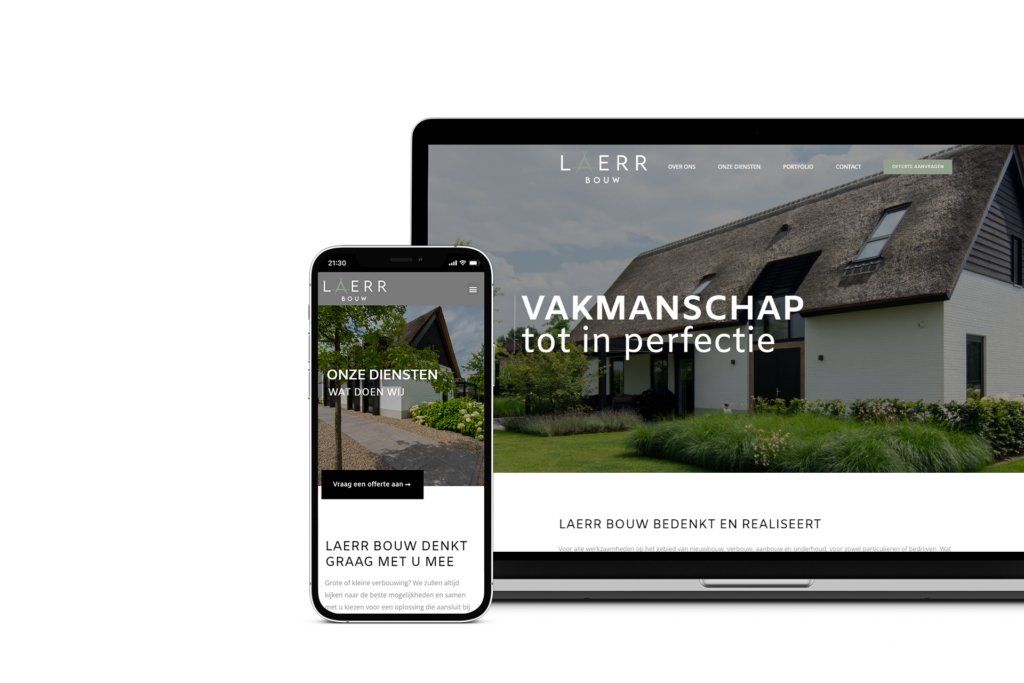 LAERR
BOUW
OVER ONS
ONZE DIENSTEN
PORTFOLIO
CONTACT
OFFERTE AANVRAGEN
VAKMANSCHAP
tot in perfectie
LAERR BOUW BEDENKT EN REALISEERT
Voor alle werkzaamheden op het gebied van nieuwbouw, verbouw, aanbouw en onderhoud, voor zowel particulieren of bedrijven. Wat
21:30
LAERR
BOUW
ONZE DIENSTEN
WAT DOEN WIJ
Vraag een offerte aan →
LAERR BOUW DENKT
GRAAG MET U MEE
Grote of kleine verbouwing? We zullen altijd
kijken naar de beste mogelijkheden en samen
met u kiezen voor een oplossing die aansluit bij